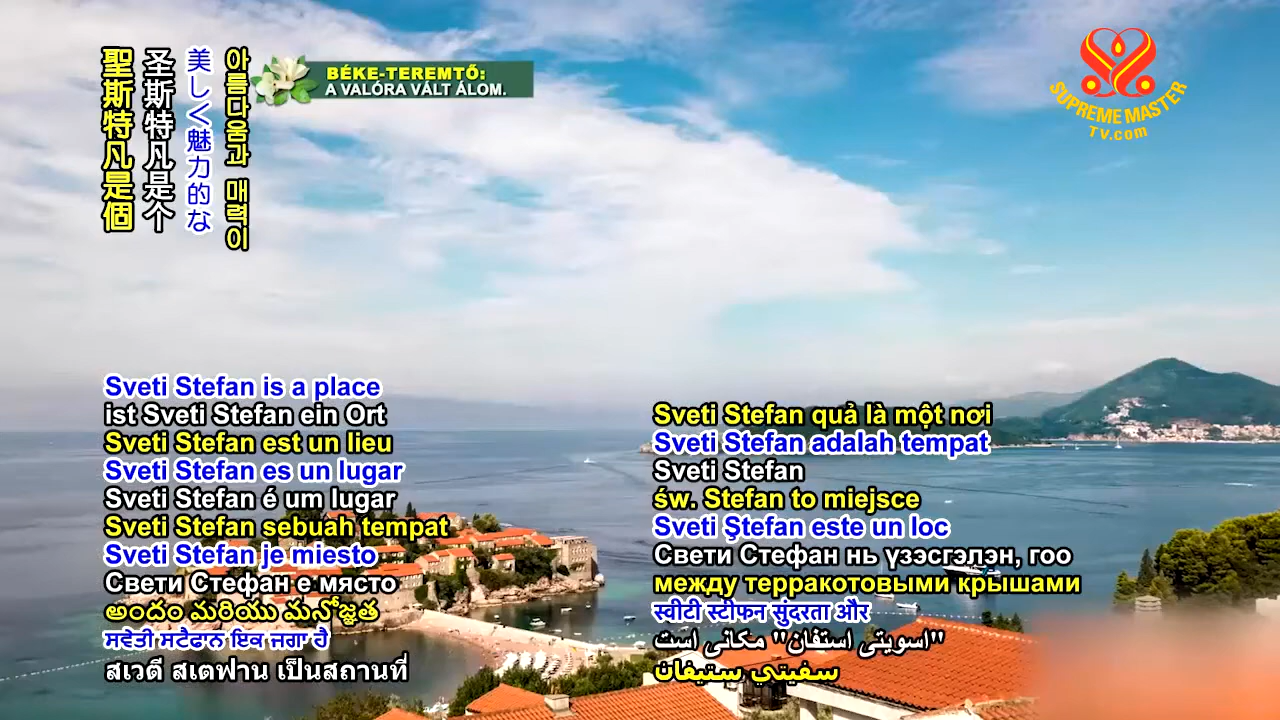 聖斯特凡是個
圣斯特凡是个
美しく魅力的な
아름다움과 매력이
BÉKE-TEREMTŐ:
A VALÓRA VÁLT ÁLOM.
SUPREME MASTER
TV.com
Sveti Stefan is a place
ist Sveti Stefan ein Ort
Sveti Stefan est un lieu
Sveti Stefan es un lugar
Sveti Stefan é um lugar
Sveti Stefan sebuah tempat
Sveti Stefan je miesto
Свети Стефан е място
అందం మరియు మనోజ్ఞత
ਸਵੇਤੀ ਸਟੈਫਾਨ ਇਕ ਜਗਾ ਹੈ
สเวตี สเตฟาน เป็นสถานที่
Sveti Stefan quả là một nơi
Sveti Stefan adalah tempat
Sveti Stefan
św. Stefan to miejsce
Sveti Ștefan este un loc
Свети Стефан нь үзэсгэлэн, гоо
между терракотовыми крышами
स्वीटी स्टीफन सुंदरता और
"اسویتی استفان" مکانی است
سفيتي ستيفان